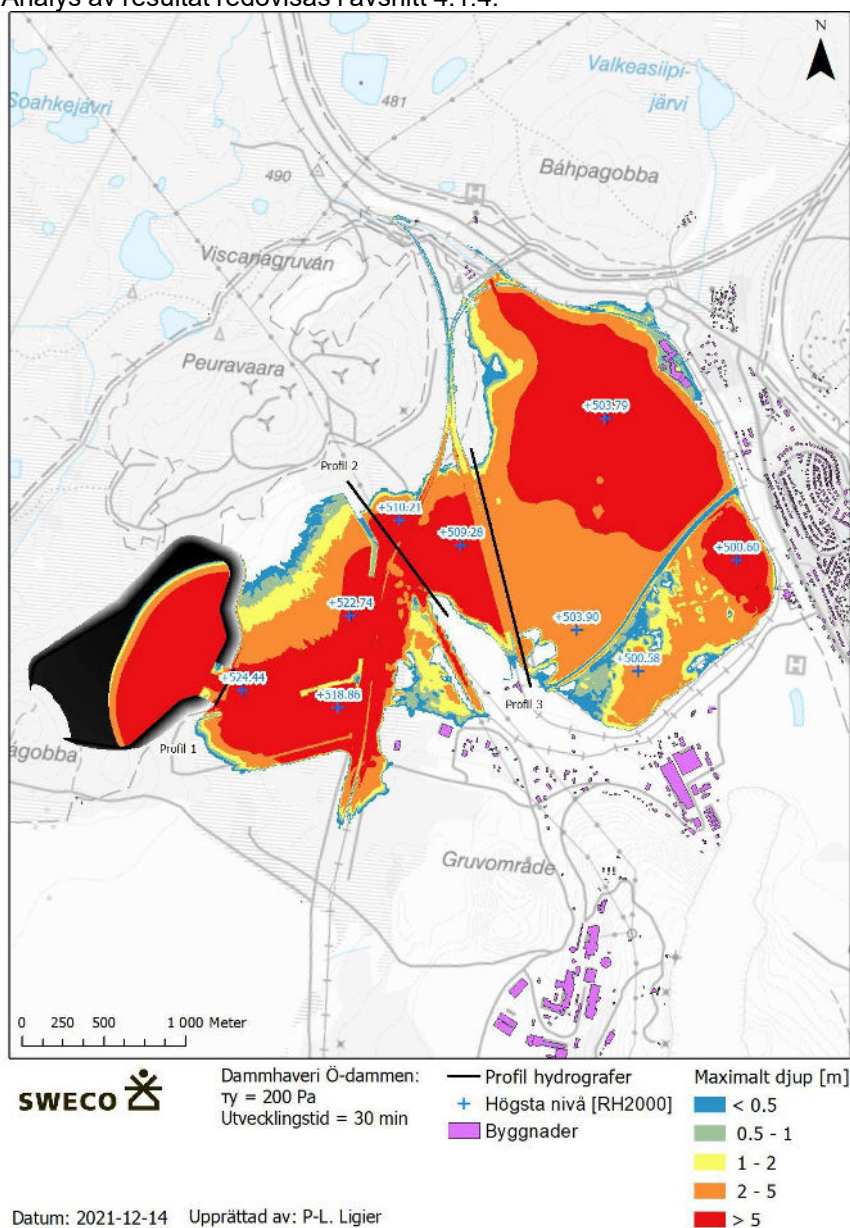 Analys av resultat redovisas i avsnitt 4.1.4.
N
Valkeasiipi-
järvi
Soahkejávri
481
490
Báhpagobba
H
Viscanagruvan
Peuravaara
+503.79
Profil 2
+510.21
+509.28
+500.60
+522.74
+503.90
+500.58
H
+524.44
+518.86
Profil 3
Profil 1
ágobba
Gruvområde
0 250 500 1 000 Meter
SWECO
Dammhaveri Ö-dammen:
τy = 200 Pa
Utvecklingstid = 30 min
Profil hydrografer
Högsta nivå [RH2000]
Byggnader
Maximalt djup [m]
< 0.5
0.5 - 1
1 - 2
2 - 5
> 5
Datum: 2021-12-14 Upprättad av: P-L. Ligier